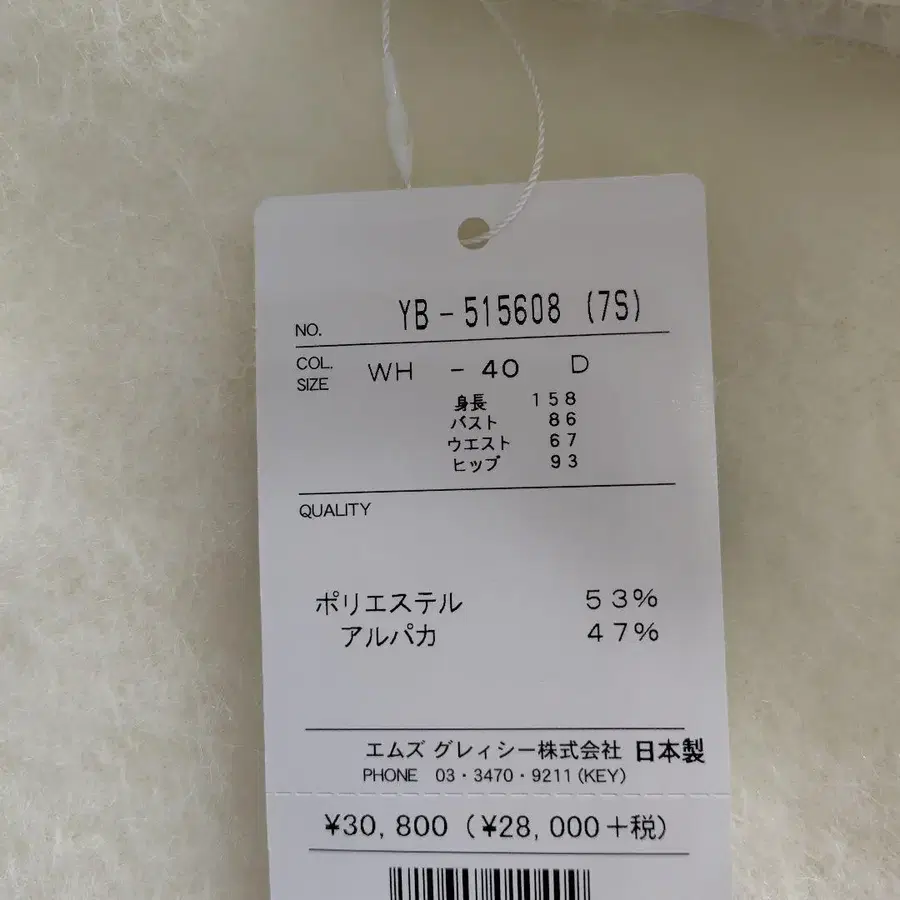 NO. YB-515608 (7S)
COL. SIZE WH - 40 D
身長 158
バスト 86
ウエスト 67
ヒップ 93
QUALITY
ポリエステル 53%
アルパカ 47%
エムズ グレィシー株式会社 日本製
PHONE 03・3470・9211(KEY)
¥30,800(¥28,000+税)